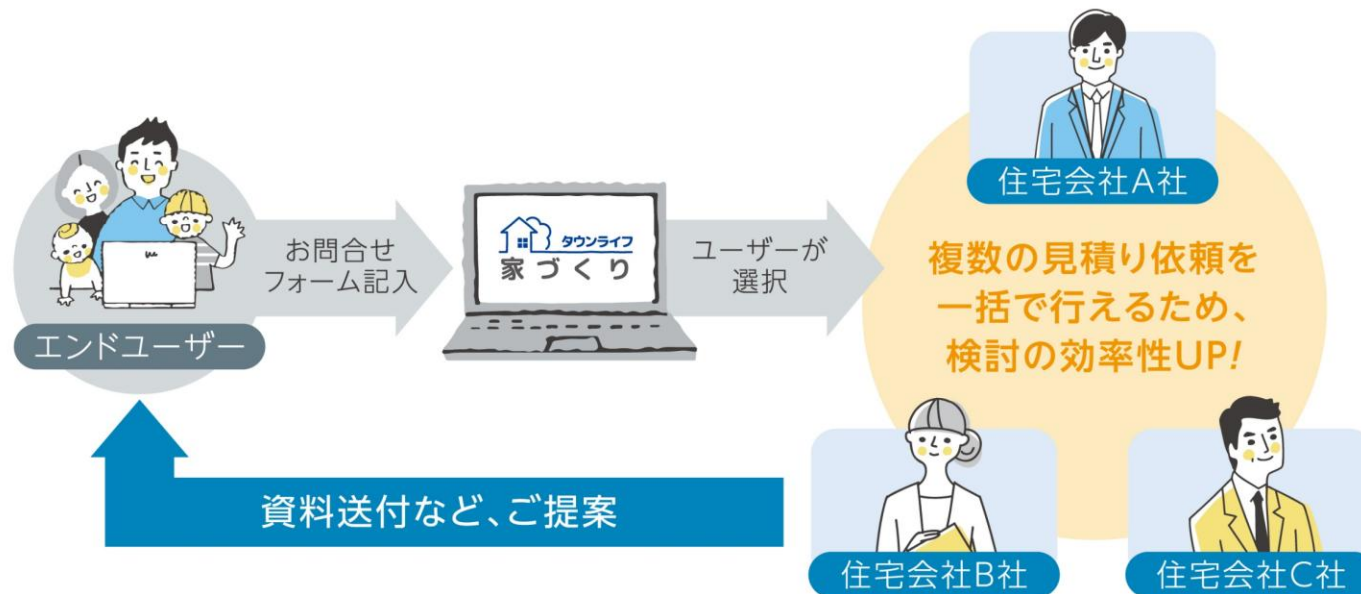 エンドユーザー
お問合せ
フォーム記入
タウンライフ
家づくり
ユーザーが
選択
住宅会社A社
複数の見積り依頼を
一括で行えるため、
検討の効率性UP!
住宅会社B社
住宅会社C社
資料送付など、ご提案